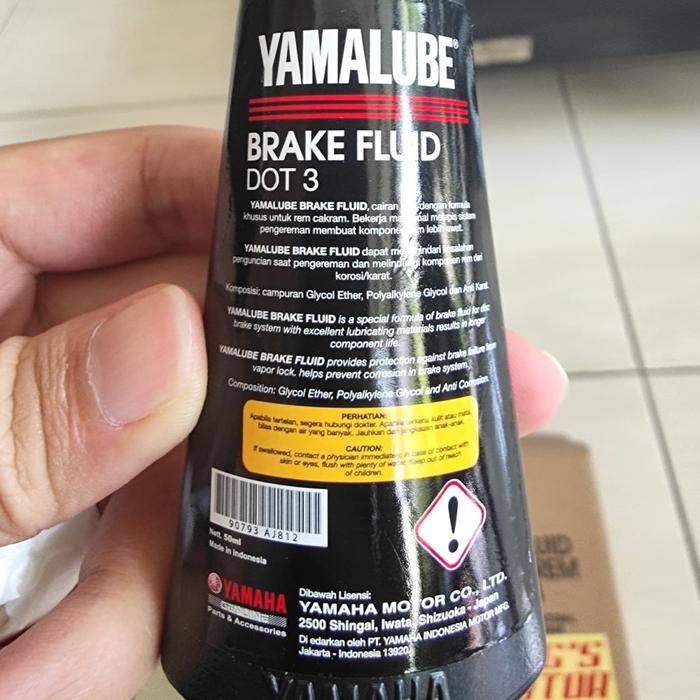 YAMALUBE®
BRAKE FLUID
DOT 3
YAMALUBE BRAKE FLUID, cairan dengan formula
khusus untuk rem cakram. Bekerja melapisi sistem
pengereman membuat lebih awet.
YAMALUBE BRAKE FLUID dapat kesalahan
penguncian saat pengereman dan melindungi komponen rem dari
korosi/karat.
Komposisi: campuran Glycol Ether, Polyalkylene Glycol dan Anti Karat.
YAMALUBE BRAKE FLUID is a special formula of brake fluid for disc
brake system with excellent lubricating materials results in longer
component life.
YAMALUBE BRAKE FLUID provides protection against brake failure from
vapor lock. helps prevent corrosion in brake system.
Composition: Glycol Ether, Polyalkylene Glycol and Anti Corrosion.
PERHATIAN:
Apabila tertelan, segera hubungi dokter. Apabila terkena kulit atau mata,
bilas dengan air yang banyak. Jauhkan dari jangkauan anak-anak.
CAUTION:
If swallowed, contact a physician immediately in case of contact with
skin or eyes, flush with plenty of water. Keep out of reach
of children.
90793 AJ812
Nett. 50ml
Made in Indonesia
YAMAHA
GENUINE
Parts & Accessories
Dibawah Lisensi:
YAMAHA MOTOR CO., LTD.
2500 Shingai, Iwata, Shizuoka - Japan
Di edarkan oleh PT. YAMAHA INDONESIA MOTOR MFG.
Jakarta - Indonesia 13920
YAMAHA